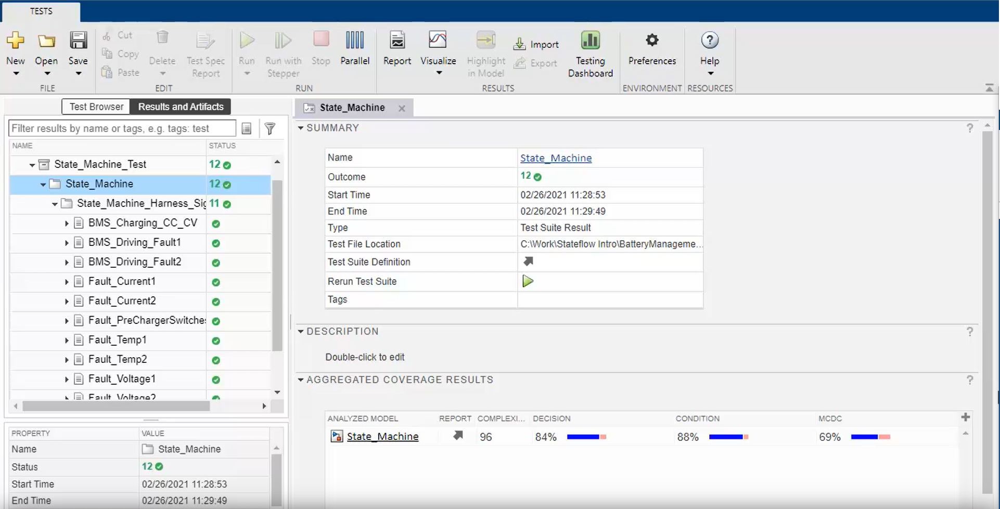 TESTS
New
Open
Save
FILE
Cut
Copy
Paste
Delete
Test Spec
Report
EDIT
Run
Run with
Stepper
Stop
Parallel
RUN
Report
Visualize
Highlight
in Model
Import
Export
Testing
Dashboard
RESULTS
Preferences
ENVIRONMENT
Help
RESOURCES
Test Browser
Results and Artifacts
Filter results by name or tags, e.g. tags: test
NAME STATUS
State_Machine_Test 12
State_Machine 12
State_Machine_Harness_Sig 11
BMS_Charging_CC_CV
BMS_Driving_Fault1
BMS_Driving_Fault2
Fault_Current1
Fault_Current2
Fault_PreChargerSwitches
Fault_Temp1
Fault_Temp2
Fault_Voltage1
Fault_Voltage2
PROPERTY VALUE
Name State_Machine
Status 12
Start Time 02/26/2021 11:28:53
End Time 02/26/2021 11:29:49
State_Machine
SUMMARY ?
Name State_Machine
Outcome 12
Start Time 02/26/2021 11:28:53
End Time 02/26/2021 11:29:49
Type Test Suite Result
Test File Location C:\Work\Stateflow Intro\BatteryManageme...
Test Suite Definition
Rerun Test Suite
Tags
DESCRIPTION ?
Double-click to edit
AGGREGATED COVERAGE RESULTS ?
ANALYZED MODEL REPORT COMPLEXI... DECISION CONDITION MCDC
State_Machine 96 84% 88% 69%